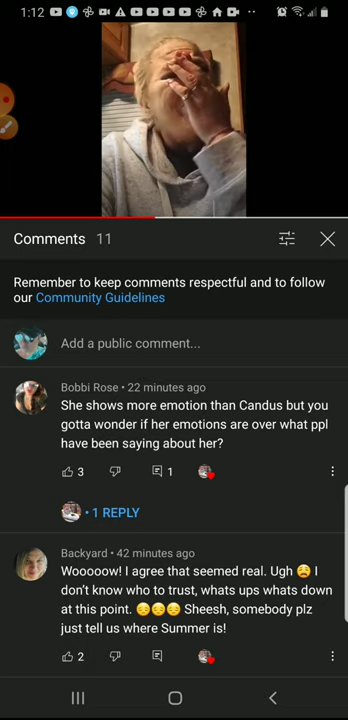 1:12
Comments 11
Remember to keep comments respectful and to follow
our Community Guidelines
Add a public comment...
Bobbi Rose • 22 minutes ago
She shows more emotion than Candus but you
gotta wonder if her emotions are over what ppl
have been saying about her?
3 1
• 1 REPLY
Backyard • 42 minutes ago
Wooooow! I agree that seemed real. Ugh 😧 I
don't know who to trust, whats ups whats down
at this point. 😔😔😔 Sheesh, somebody plz
just tell us where Summer is!
2